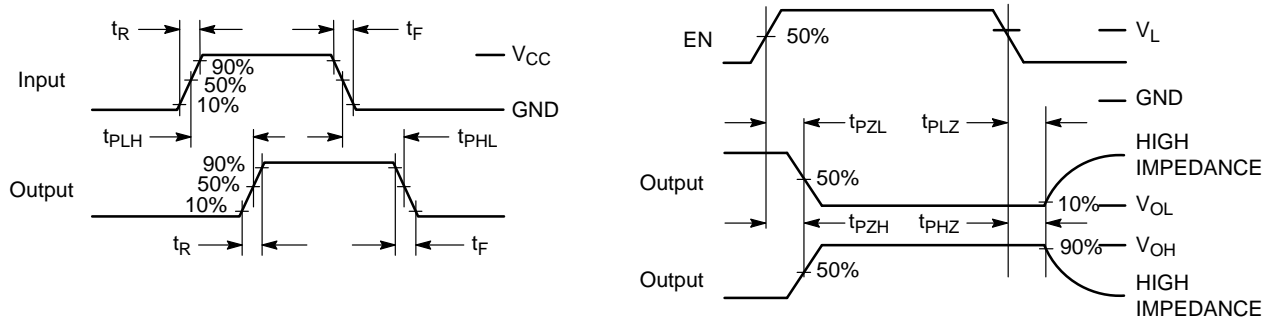 tR
tF
Input
90%
50%
10%
VCC
GND
tPLH
tPHL
Output
90%
50%
10%
tR
tF
EN
50%
VL
GND
tPZL
tPLZ
Output
50%
10%
HIGH
IMPEDANCE
VOL
tPZH
tPHZ
VOH
Output
50%
90%
HIGH
IMPEDANCE